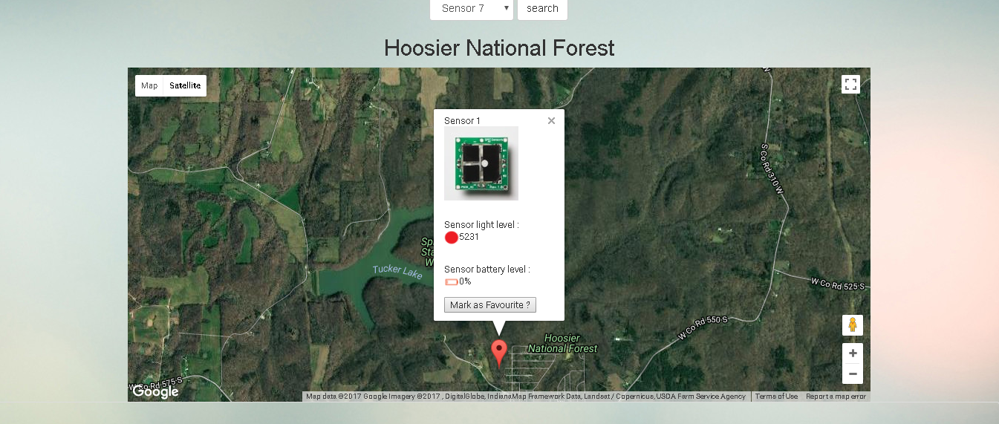 Sensor 7
search
Hoosier National Forest
Map
Satellite
W
Sensor 1
Sensor light level :
5231
Sensor battery level :
0%
Mark as Favourite ?
S Co Rd 310 W
Sp
Sta
W
Tucker Lake
W Co Rd 525 S
W Co Rd 550 S
Hoosier
National Forest
W Co Rd 575 S
Google
Map data ©2017 Google Imagery ©2017 , DigitalGlobe, IndianaMap Framework Data, Landsat / Copernicus, USDA Farm Service Agency
Terms of Use
Report a map error